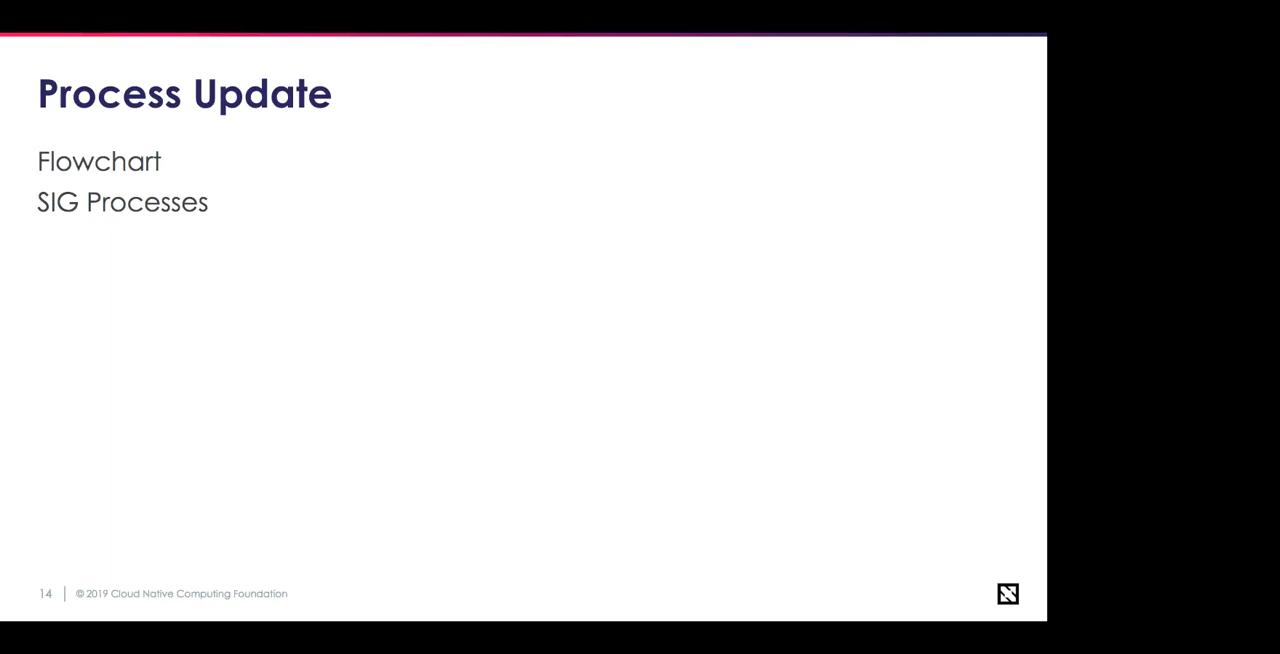 Process Update
Flowchart
SIG Processes
14 | © 2019 Cloud Native Computing Foundation